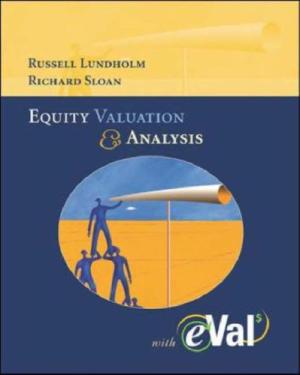 RUSSELL LUNDHOLM
RICHARD SLOAN
EQUITY VALUATION
& ANALYSIS
with eVal$